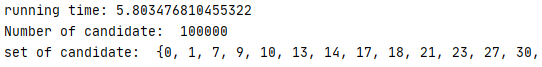 running time: 5.803476810455322
Number of candidate:  100000
set of candidate:  {0, 1, 7, 9, 10, 13, 14, 17, 18, 21, 23, 27, 30,